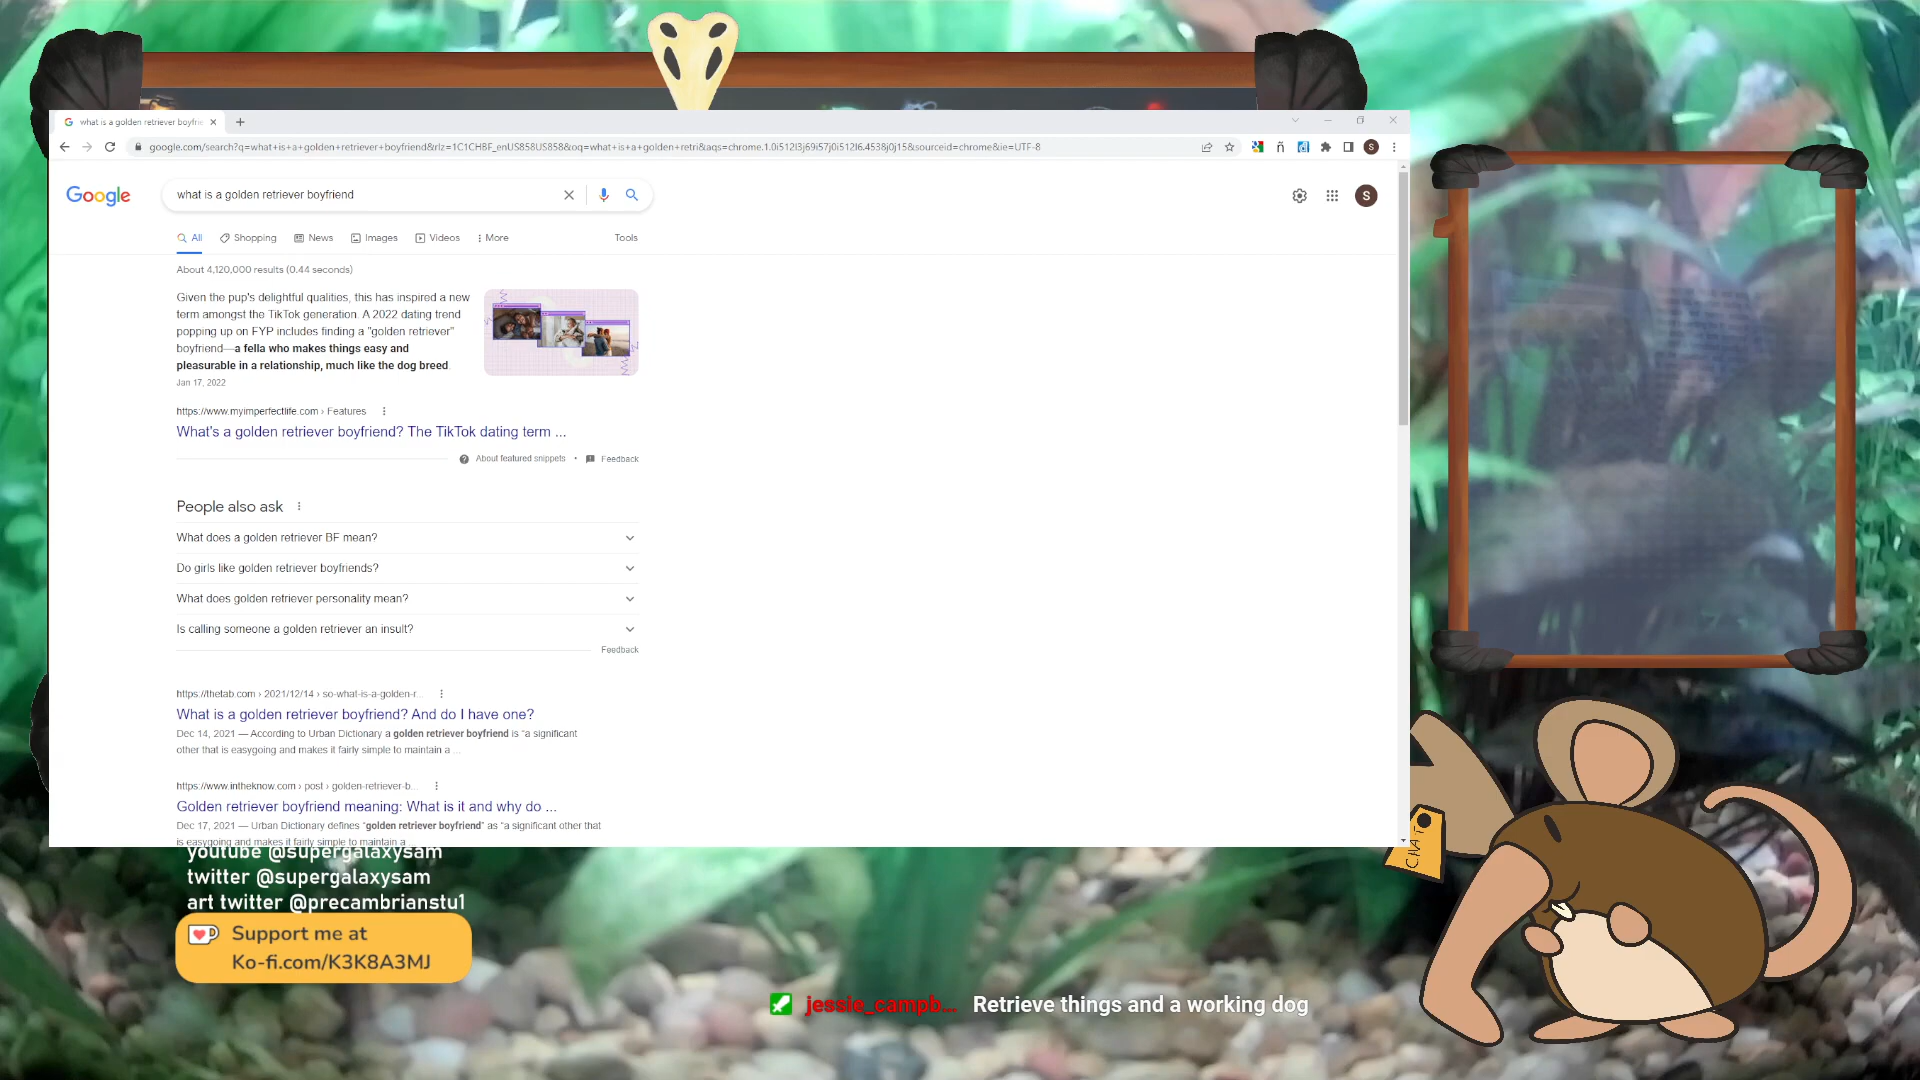 what is a golden retriever boyfrie
google.com/search?q=what+is+a+golden+retriever+boyfriend&rlz=1C1CHBF_enUS858US858&oq=what+is+a+golden+retri&aqs=chrome.1.0i512l3j69i57j0i512l6.4538j0j15&sourceid=chrome&ie=UTF-8
S
Google
what is a golden retriever boyfriend
S
All
Shopping
News
Images
Videos
More
Tools
About 4,120,000 results (0.44 seconds)
Given the pup's delightful qualities, this has inspired a new
term amongst the TikTok generation. A 2022 dating trend
popping up on FYP includes finding a "golden retriever"
boyfriend—a fella who makes things easy and
pleasurable in a relationship, much like the dog breed.
Jan 17, 2022
https://www.myimperfectlife.com › Features
What's a golden retriever boyfriend? The TikTok dating term ...
About featured snippets • Feedback
People also ask
What does a golden retriever BF mean?
Do girls like golden retriever boyfriends?
What does golden retriever personality mean?
Is calling someone a golden retriever an insult?
Feedback
https://thetab.com › 2021/12/14 › so-what-is-a-golden-r...
What is a golden retriever boyfriend? And do I have one?
Dec 14, 2021 — According to Urban Dictionary a golden retriever boyfriend is "a significant
other that is easygoing and makes it fairly simple to maintain a ...
https://www.intheknow.com › post › golden-retriever-b...
Golden retriever boyfriend meaning: What is it and why do ...
Dec 17, 2021 — Urban Dictionary defines "golden retriever boyfriend" as "a significant other that
is easygoing and makes it fairly simple to maintain a
youtube @supergalaxysam
twitter @supergalaxysam
art twitter @precambrianstu1
Support me at
Ko-fi.com/K3K8A3MJ
CHAT
jessie_campb... Retrieve things and a working dog